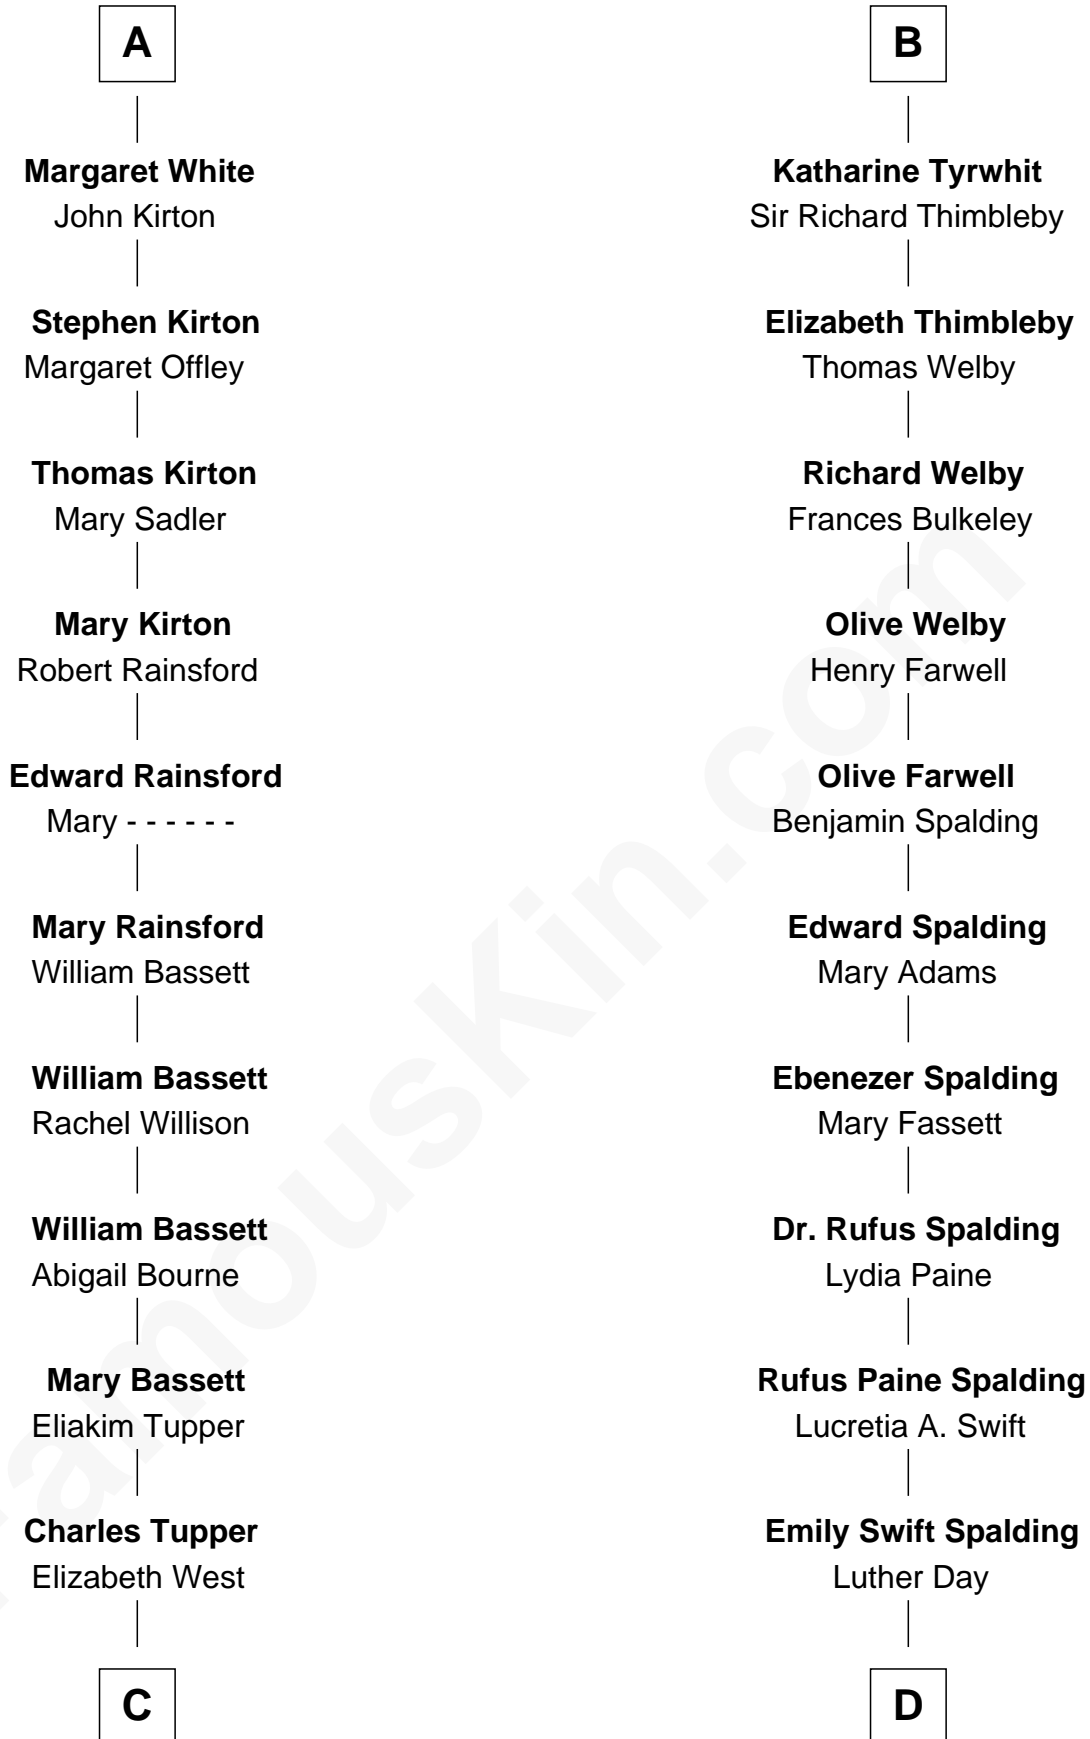 A
Margaret White
John Kirton
Stephen Kirton
Margaret Offley
Thomas Kirton
Mary Sadler
Mary Kirton
Robert Rainsford
Edward Rainsford
Mary - - - - - -
Mary Rainsford
William Bassett
William Bassett
Rachel Willison
William Bassett
Abigail Bourne
Mary Bassett
Eliakim Tupper
Charles Tupper
Elizabeth West
C
B
Katharine Tyrwhit
Sir Richard Thimbleby
Elizabeth Thimbleby
Thomas Welby
Richard Welby
Frances Bulkeley
Olive Welby
Henry Farwell
Olive Farwell
Benjamin Spalding
Edward Spalding
Mary Adams
Ebenezer Spalding
Mary Fassett
Dr. Rufus Spalding
Lydia Paine
Rufus Paine Spalding
Lucretia A. Swift
Emily Swift Spalding
Luther Day
D
FamousKin.com